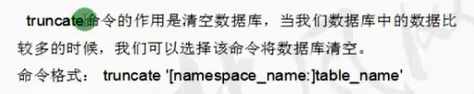 truncate命令的作用是清空数据库，当我们数据库中的数据比
较多的时候，我们可以选择该命令将数据库清空。
命令格式： truncate '[namespace_name:]table_name'